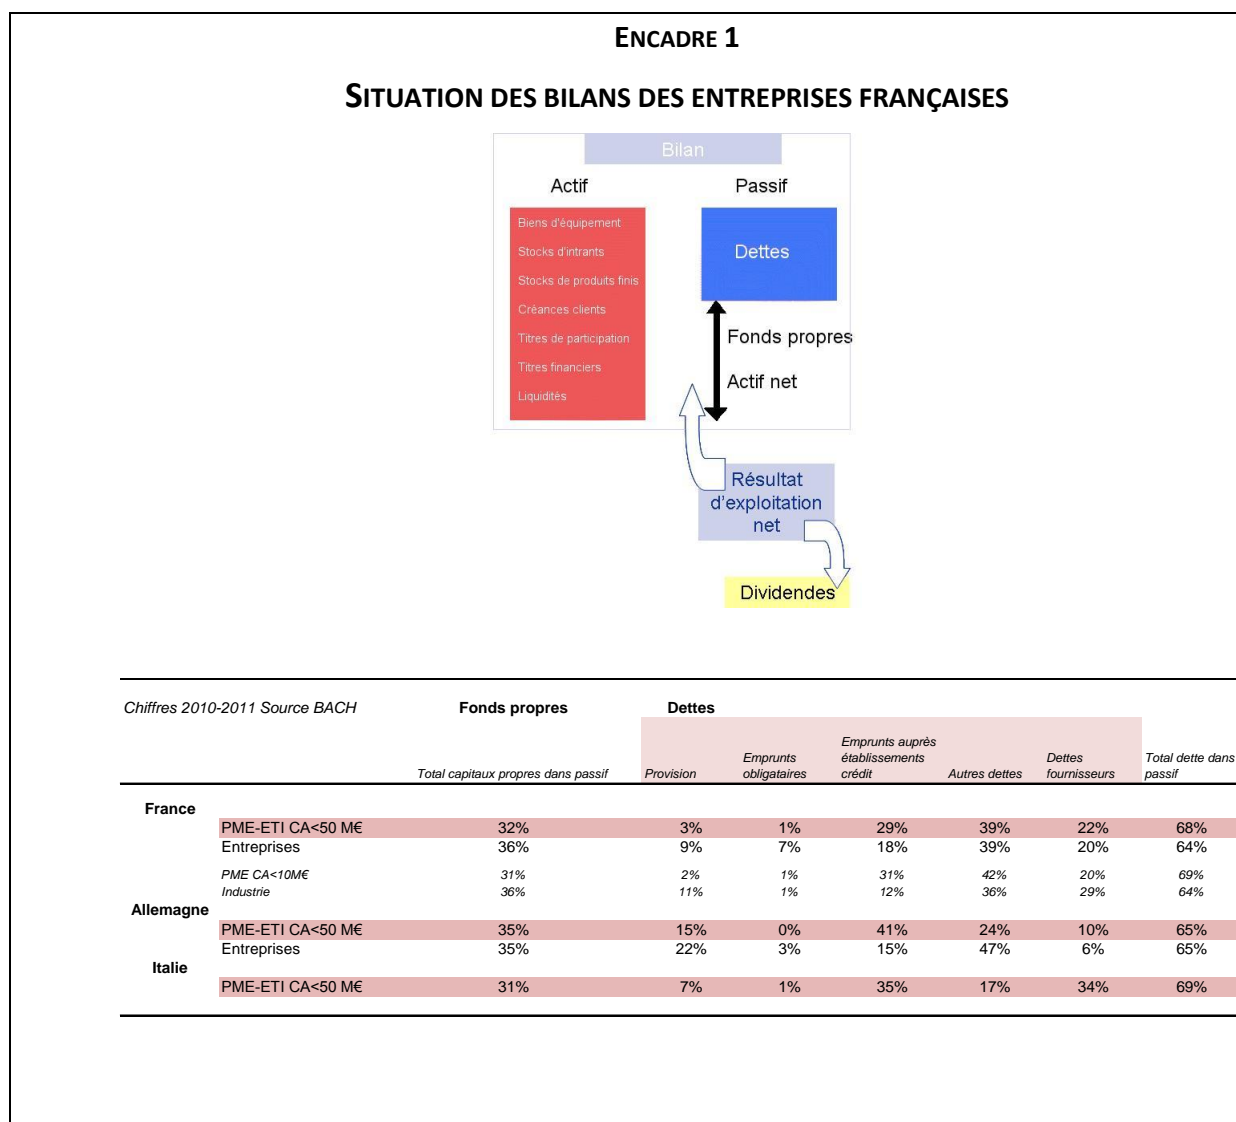 ENCADRE 1
SITUATION DES BILANS DES ENTREPRISES FRANÇAISES
Bilan
Actif
Passif
Biens d'équipement
Stocks d'intrants
Stocks de produits finis
Créances clients
Titres de participation
Titres financiers
Liquidités
Dettes
Fonds propres
Actif net
Résultat
d'exploitation
net
Dividendes
Chiffres 2010-2011 Source BACH Fonds propres Dettes
Total capitaux propres dans passif Provision Emprunts obligataires Emprunts auprès établissements crédit Autres dettes Dettes fournisseurs Total dette dans passif
France
PME-ETI CA<50 M€ 32% 3% 1% 29% 39% 22% 68%
Entreprises 36% 9% 7% 18% 39% 20% 64%
PME CA<10M€ 31% 2% 1% 31% 42% 20% 69%
Industrie 36% 11% 1% 12% 36% 29% 64%
Allemagne
PME-ETI CA<50 M€ 35% 15% 0% 41% 24% 10% 65%
Entreprises 35% 22% 3% 15% 47% 6% 65%
Italie
PME-ETI CA<50 M€ 31% 7% 1% 35% 17% 34% 69%